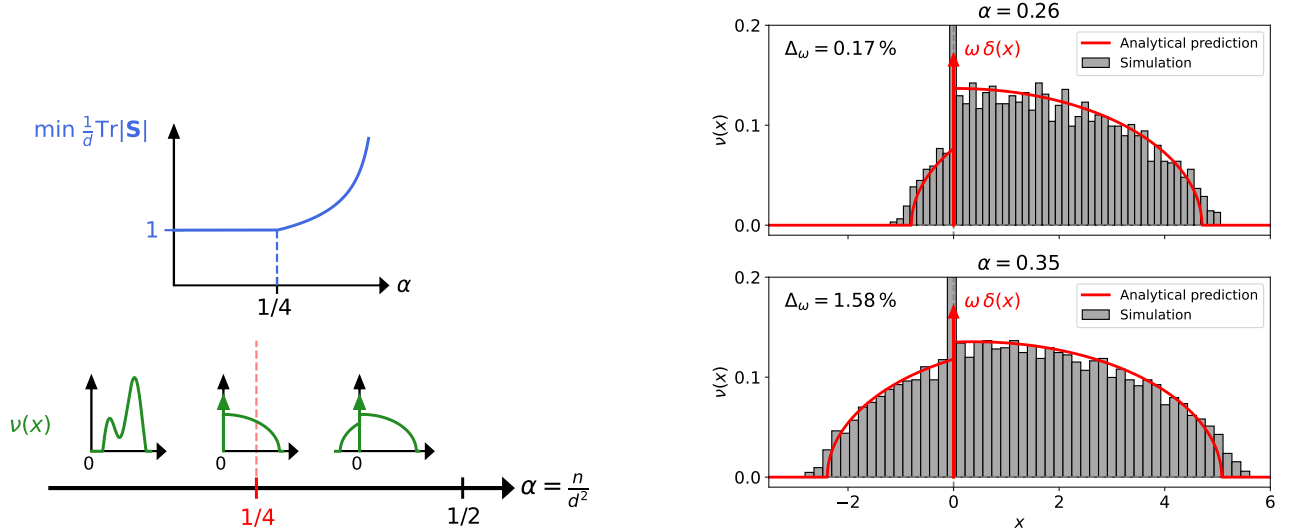 min 1/d Tr|S|
1
α
1/4
ν(x)
0
0
0
α = n/d²
1/4
1/2
α = 0.26
0.2
Δω = 0.17 %
ω δ(x)
Analytical prediction
Simulation
0.1
ν(x)
0.0
α = 0.35
0.2
Δω = 1.58 %
ω δ(x)
Analytical prediction
Simulation
0.1
ν(x)
0.0
−2 0 2 4 6
x